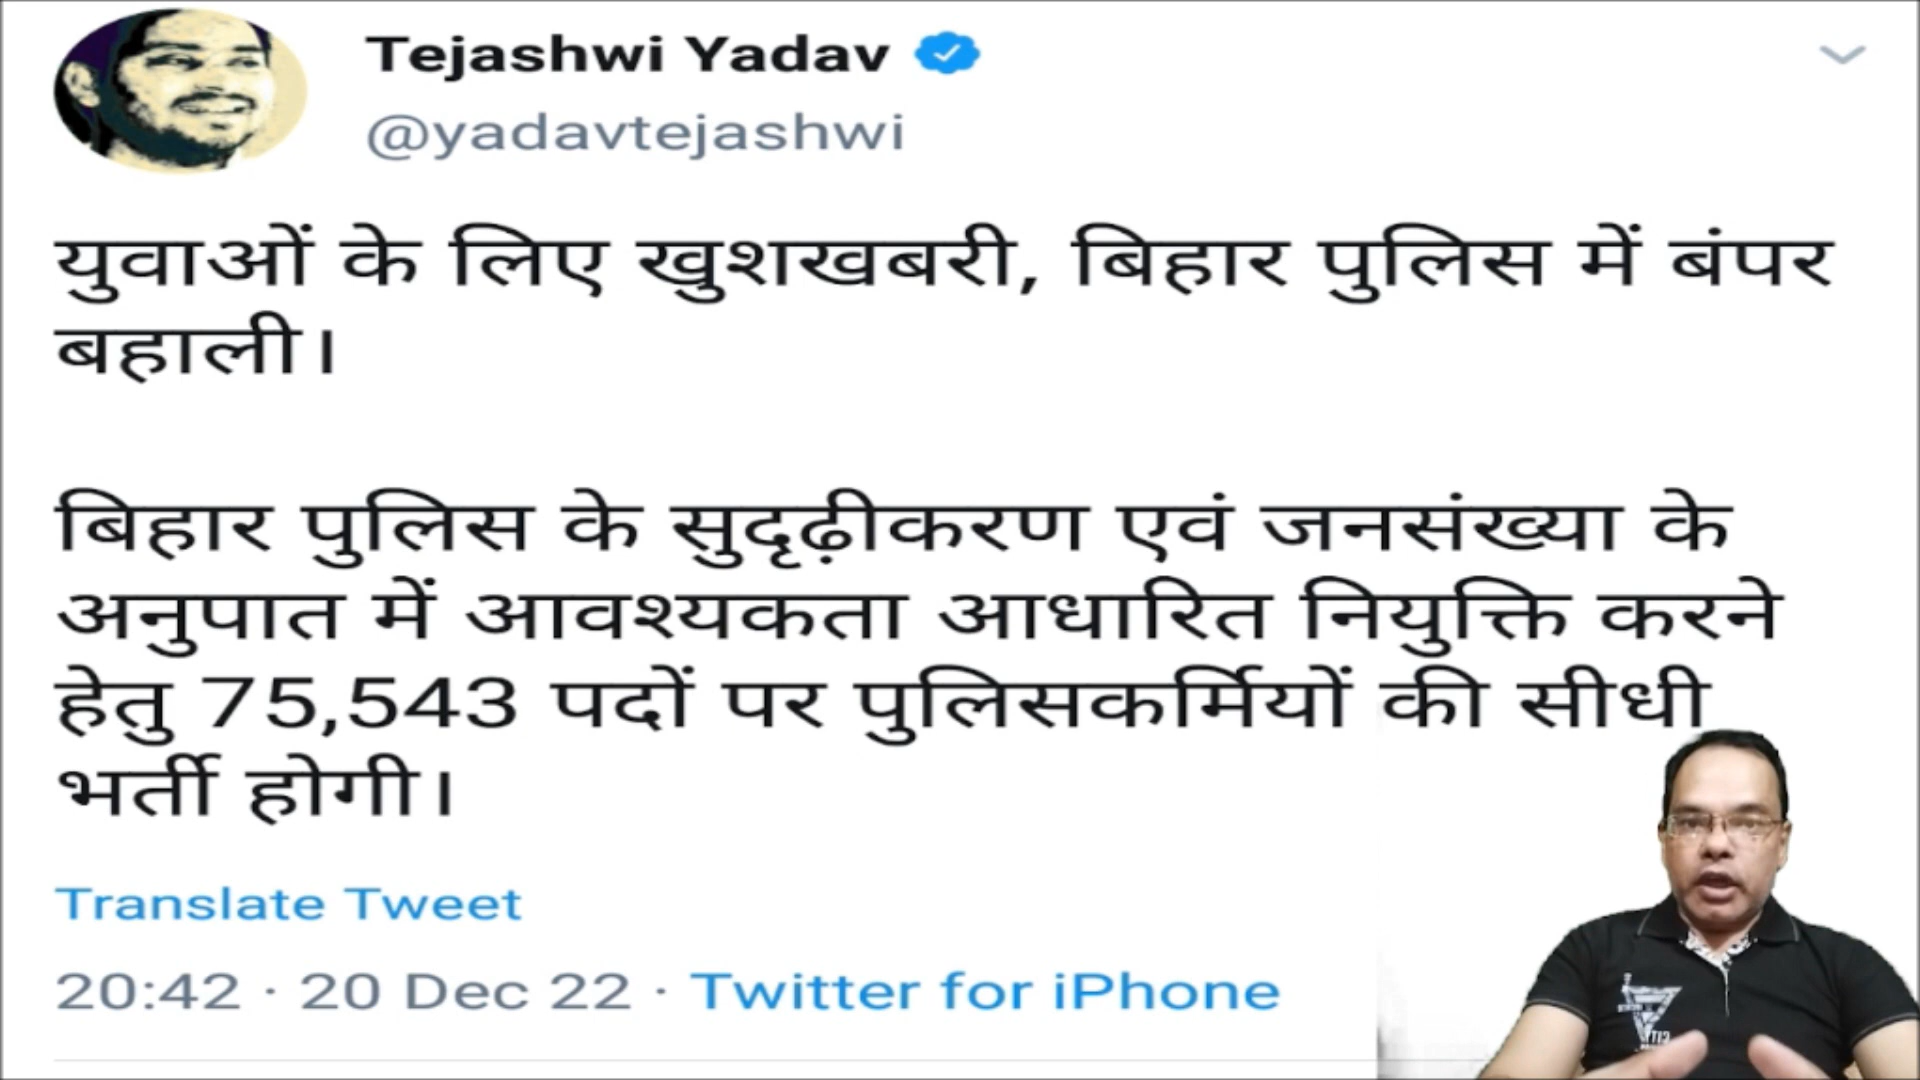 Tejashwi Yadav
@yadavtejashwi
युवाओं के लिए खुशखबरी, बिहार पुलिस में बंपर
बहाली।
बिहार पुलिस के सुदृढ़ीकरण एवं जनसंख्या के
अनुपात में आवश्यकता आधारित नियुक्ति करने
हेतु 75,543 पदों पर पुलिसकर्मियों की सीधी
भर्ती होगी।
Translate Tweet
20:42 · 20 Dec 22 · Twitter for iPhone